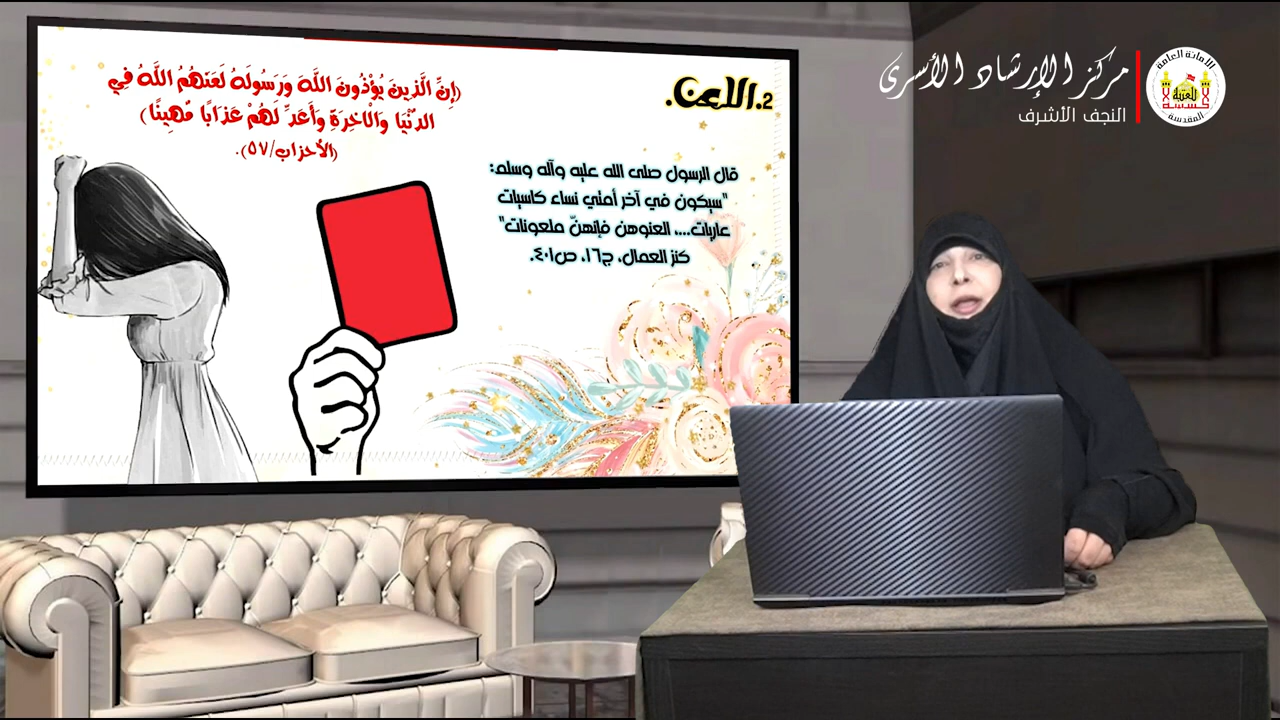 مركز الإرشاد الأسري
النجف الأشرف
الامانة العامة
للعتبة
الحسينية
المقدسة
2.اللعن.
(إِنَّ الَّذِينَ يُؤْذُونَ اللَّهَ وَرَسُولَهُ لَعَنَهُمُ اللَّهُ فِي
الدُّنْيَا وَالْآخِرَةِ وَأَعَدَّ لَهُمْ عَذَابًا مُّهِينًا)
(الأحزاب/٥٧).
قال الرسول صلى الله عليه وآله وسلم:
"سيكون في آخر أمتي نساء كاسيات
عاريات....، العنوهن فإنهنّ ملعونات"
كنز العمال، ج١٦، ص٤٠١.